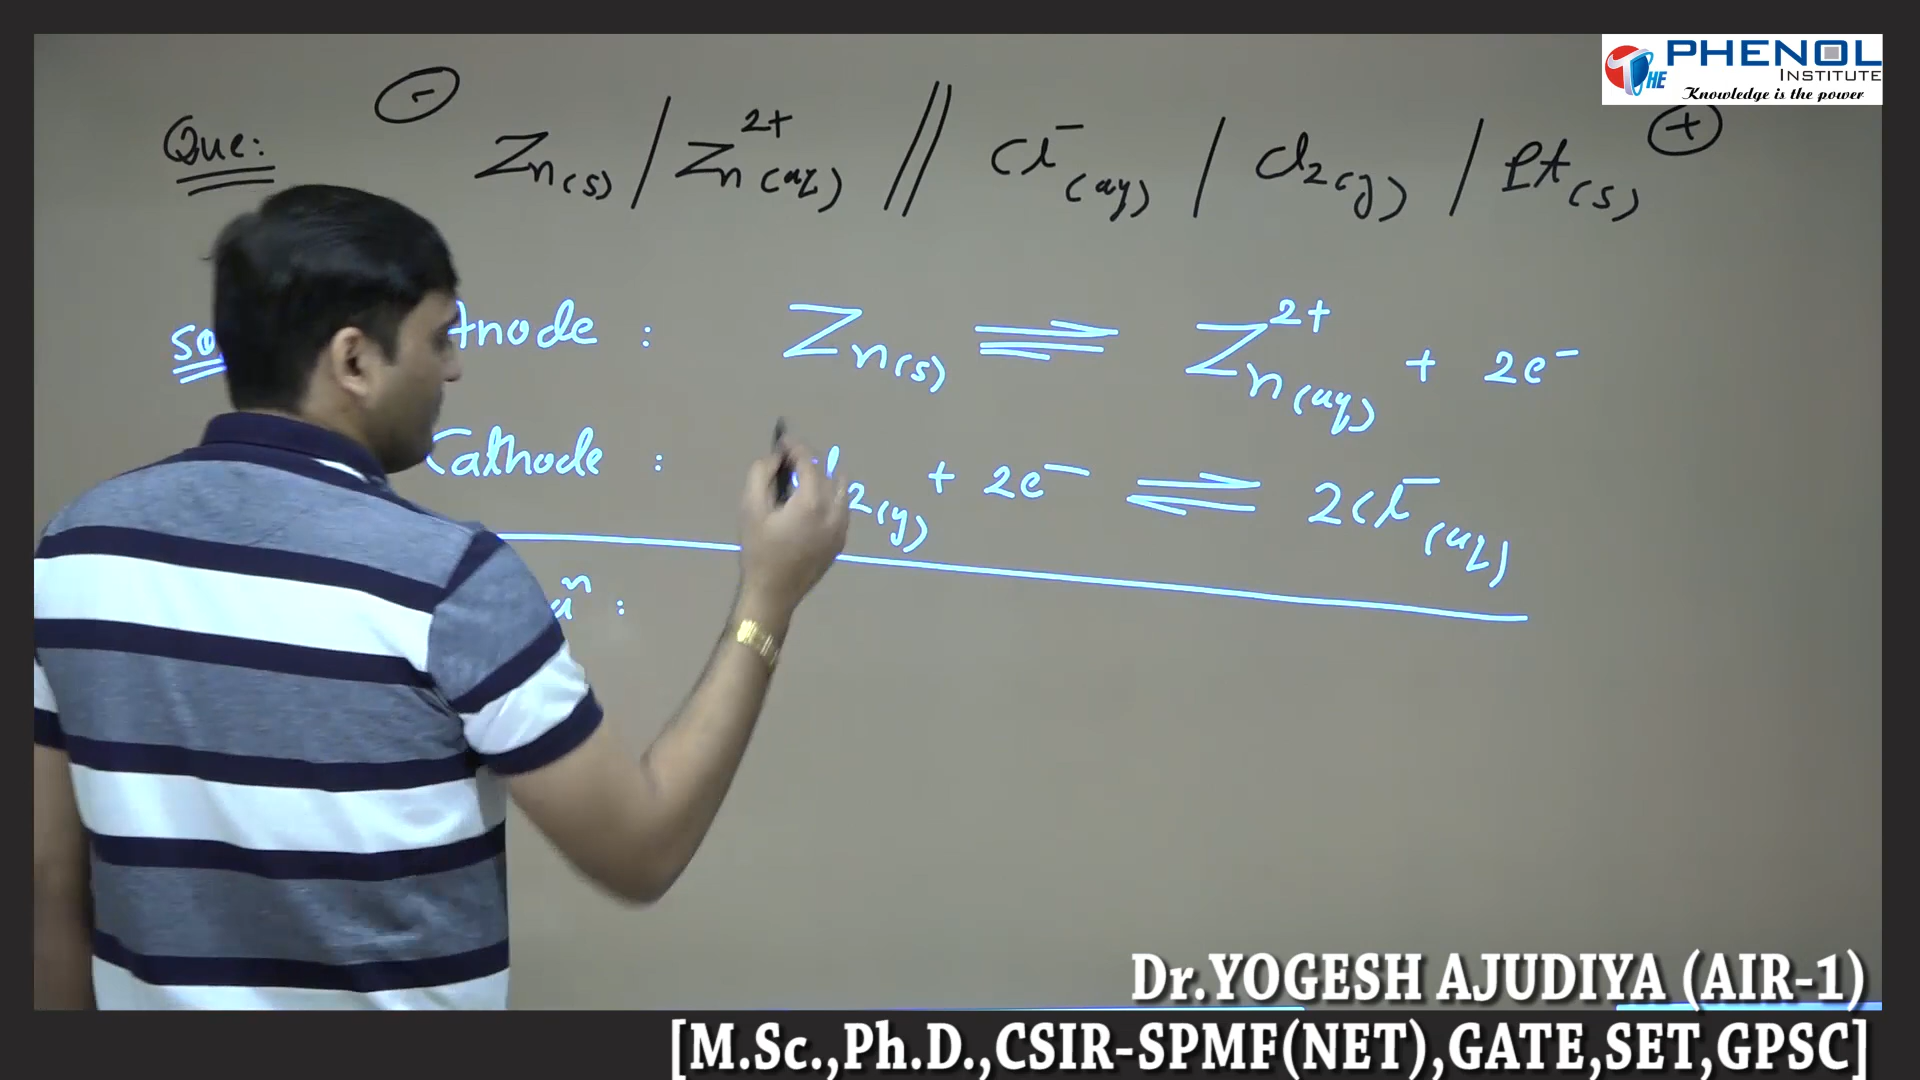 THE PHENOL
INSTITUTE
Knowledge is the power
Que: - Zn(s) / Zn²⁺(aq) // Cl⁻(aq) / Cl₂(g) / Pt(s) +
Anode : Zn(s) ⇌ Zn²⁺(aq) + 2e⁻
Cathode : Cl₂(g) + 2e⁻ ⇌ 2Cl⁻(aq)
Dr.YOGESH AJUDIYA (AIR-1)
[M.Sc.,Ph.D.,CSIR-SPMF(NET),GATE,SET,GPSC]